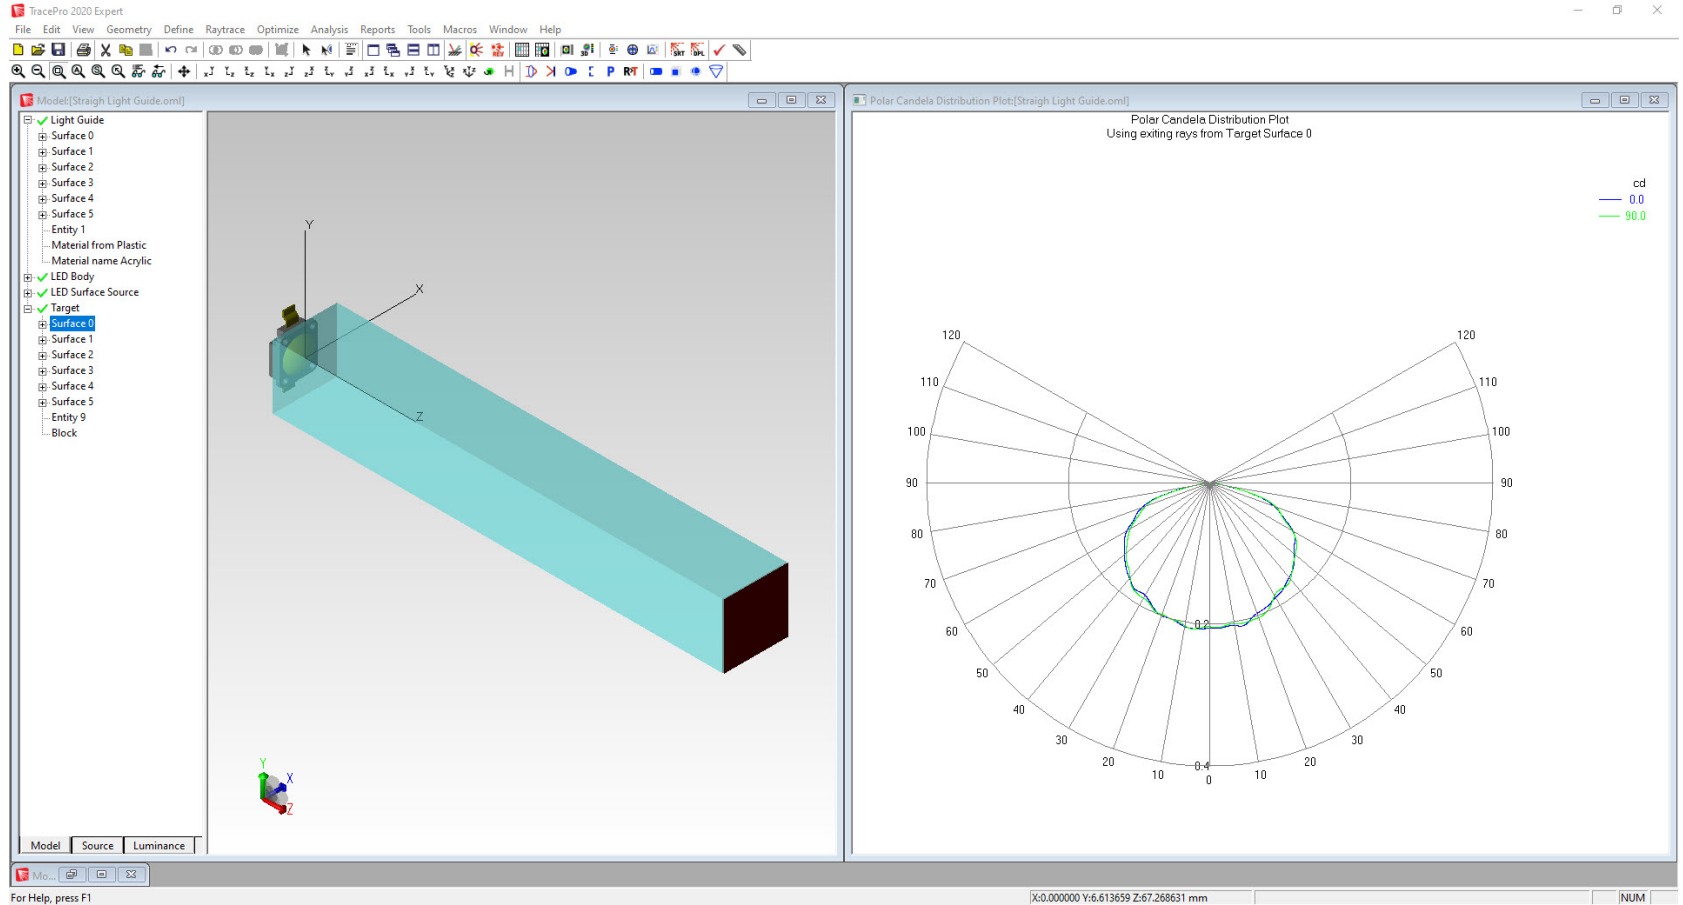 TracePro 2020 Expert
File Edit View Geometry Define Raytrace Optimize Analysis Reports Tools Macros Window Help
Model:[Straigh Light Guide.oml]
Light Guide
Surface 0
Surface 1
Surface 2
Surface 3
Surface 4
Surface 5
Entity 1
Material from Plastic
Material name Acrylic
LED Body
LED Surface Source
Target
Surface 0
Surface 1
Surface 2
Surface 3
Surface 4
Surface 5
Entity 9
Block
Y
X
Z
Y
X
Z
Model Source Luminance
Polar Candela Distribution Plot:[Straigh Light Guide.oml]
Polar Candela Distribution Plot
Using exiting rays from Target Surface 0
cd
0.0
90.0
120 120
110 110
100 100
90 90
80 80
70 70
0.2
60 60
50 50
40 40
30 30
20 10 0.4 10 20
0
Mo...
For Help, press F1
X:0.000000 Y:6.613659 Z:67.268631 mm
NUM